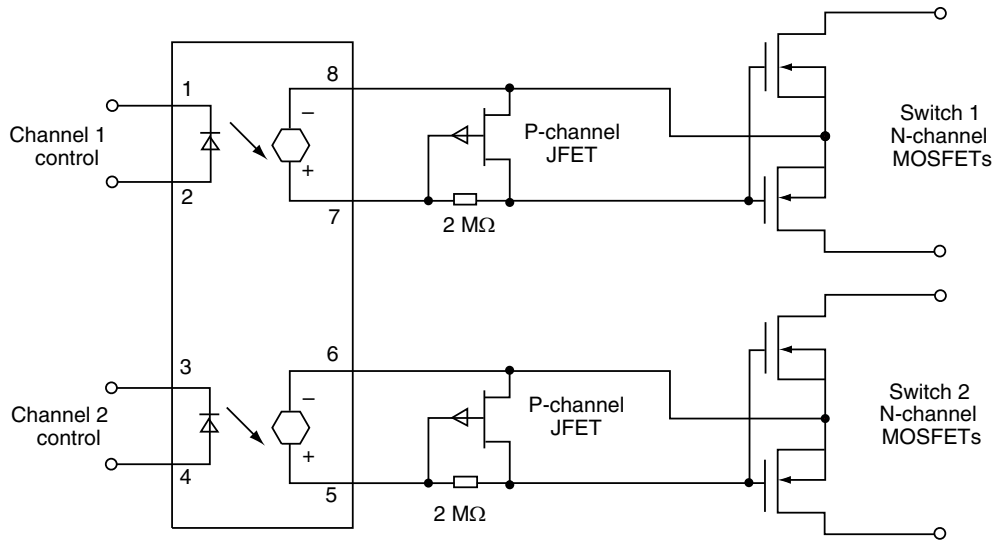 1
8
Channel 1
control
−
+
P-channel
JFET
Switch 1
N-channel
MOSFETs
2
7
2 MΩ
3
6
Channel 2
control
−
+
P-channel
JFET
Switch 2
N-channel
MOSFETs
4
5
2 MΩ